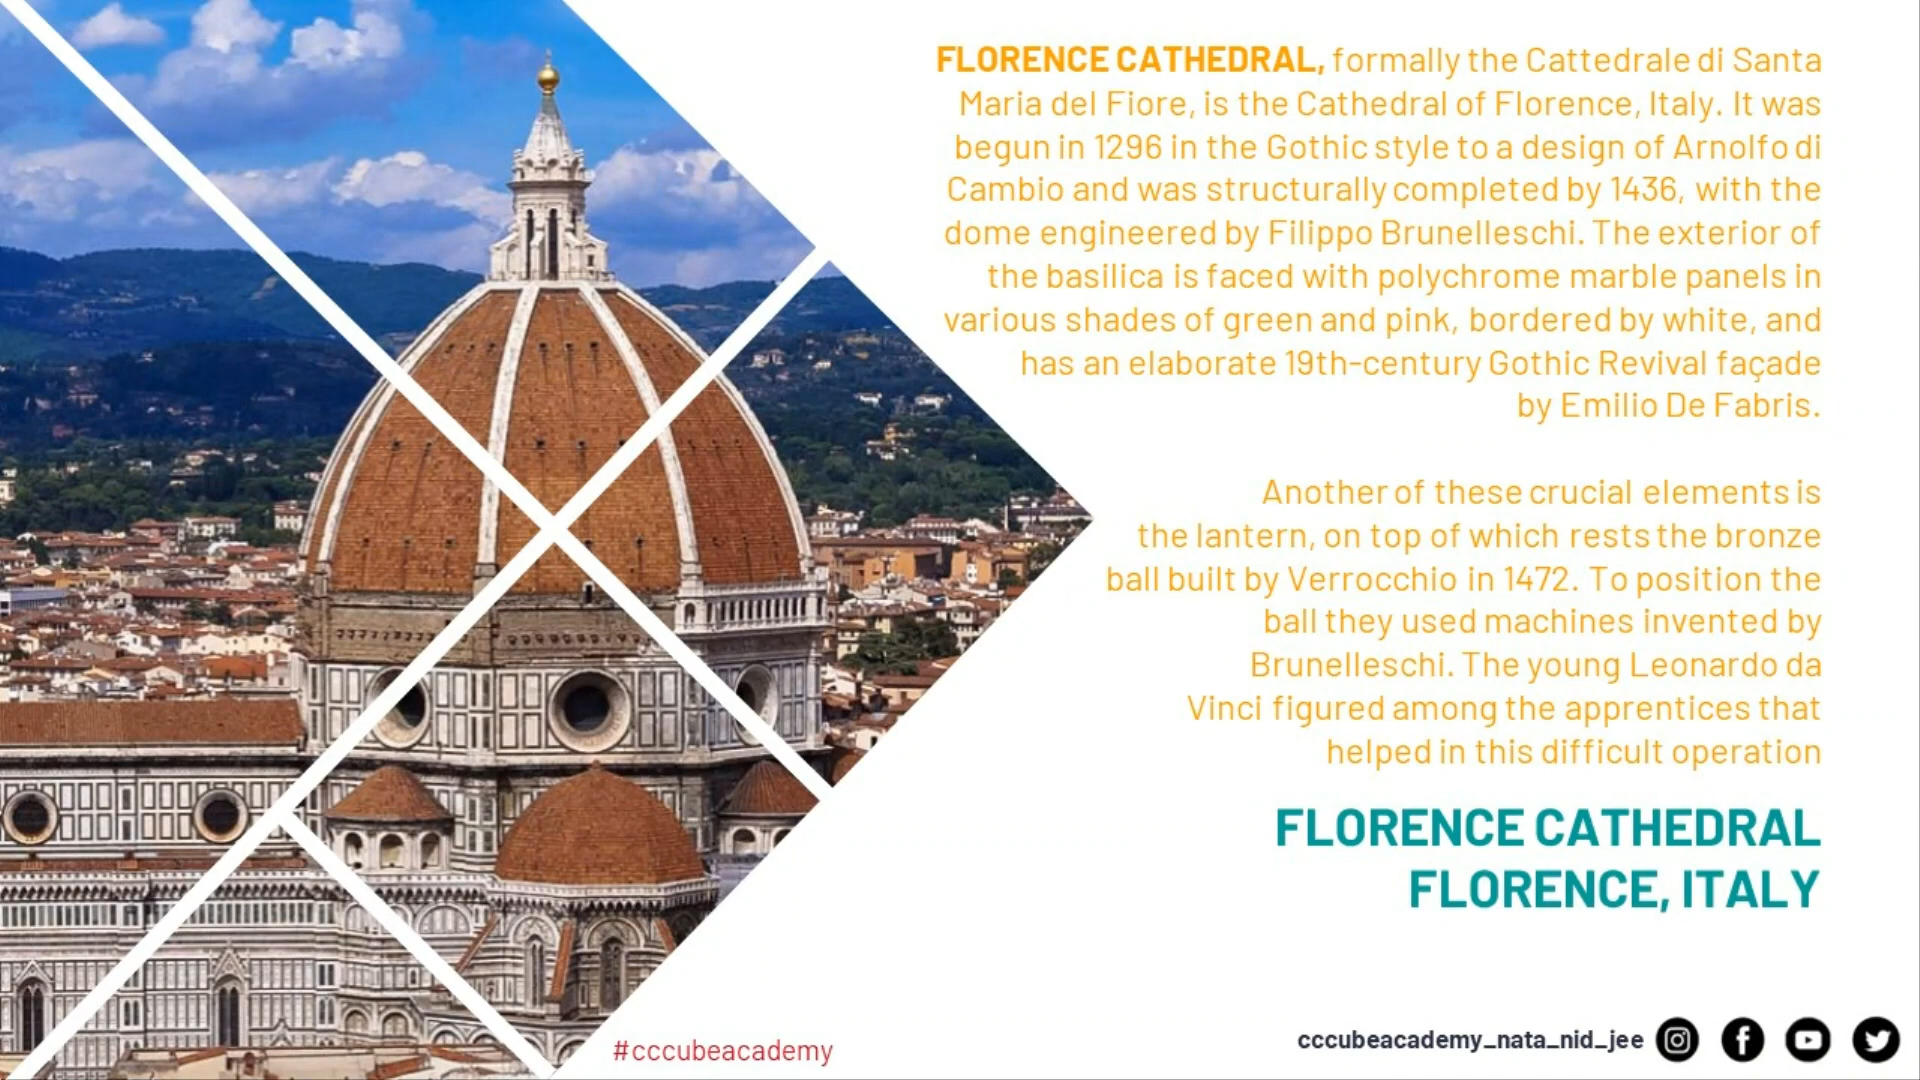 FLORENCE CATHEDRAL, formally the Cattedrale di Santa
Maria del Fiore, is the Cathedral of Florence, Italy. It was
begun in 1296 in the Gothic style to a design of Arnolfo di
Cambio and was structurally completed by 1436, with the
dome engineered by Filippo Brunelleschi. The exterior of
the basilica is faced with polychrome marble panels in
various shades of green and pink, bordered by white, and
has an elaborate 19th-century Gothic Revival façade
by Emilio De Fabris.
Another of these crucial elements is
the lantern, on top of which rests the bronze
ball built by Verrocchio in 1472. To position the
ball they used machines invented by
Brunelleschi. The young Leonardo da
Vinci figured among the apprentices that
helped in this difficult operation
FLORENCE CATHEDRAL
FLORENCE, ITALY
#cccubeacademy
cccubeacademy_nata_nid_jee